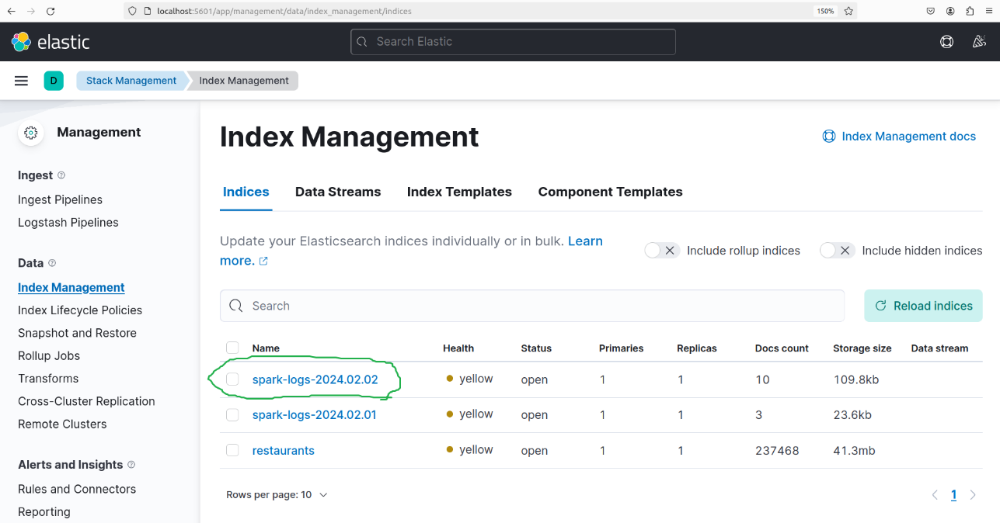 localhost:5601/app/management/data/index_management/indices
150%
elastic
Search Elastic
D
Stack Management
Index Management
Management
Ingest
Ingest Pipelines
Logstash Pipelines
Data
Index Management
Index Lifecycle Policies
Snapshot and Restore
Rollup Jobs
Transforms
Cross-Cluster Replication
Remote Clusters
Alerts and Insights
Rules and Connectors
Reporting
Index Management
Index Management docs
Indices Data Streams Index Templates Component Templates
Update your Elasticsearch indices individually or in bulk. Learn
more.
Include rollup indices
Include hidden indices
Search
Reload indices
Name Health Status Primaries Replicas Docs count Storage size Data stream
spark-logs-2024.02.02 yellow open 1 1 10 109.8kb
spark-logs-2024.02.01 yellow open 1 1 3 23.6kb
restaurants yellow open 1 1 237468 41.3mb
Rows per page: 10
1